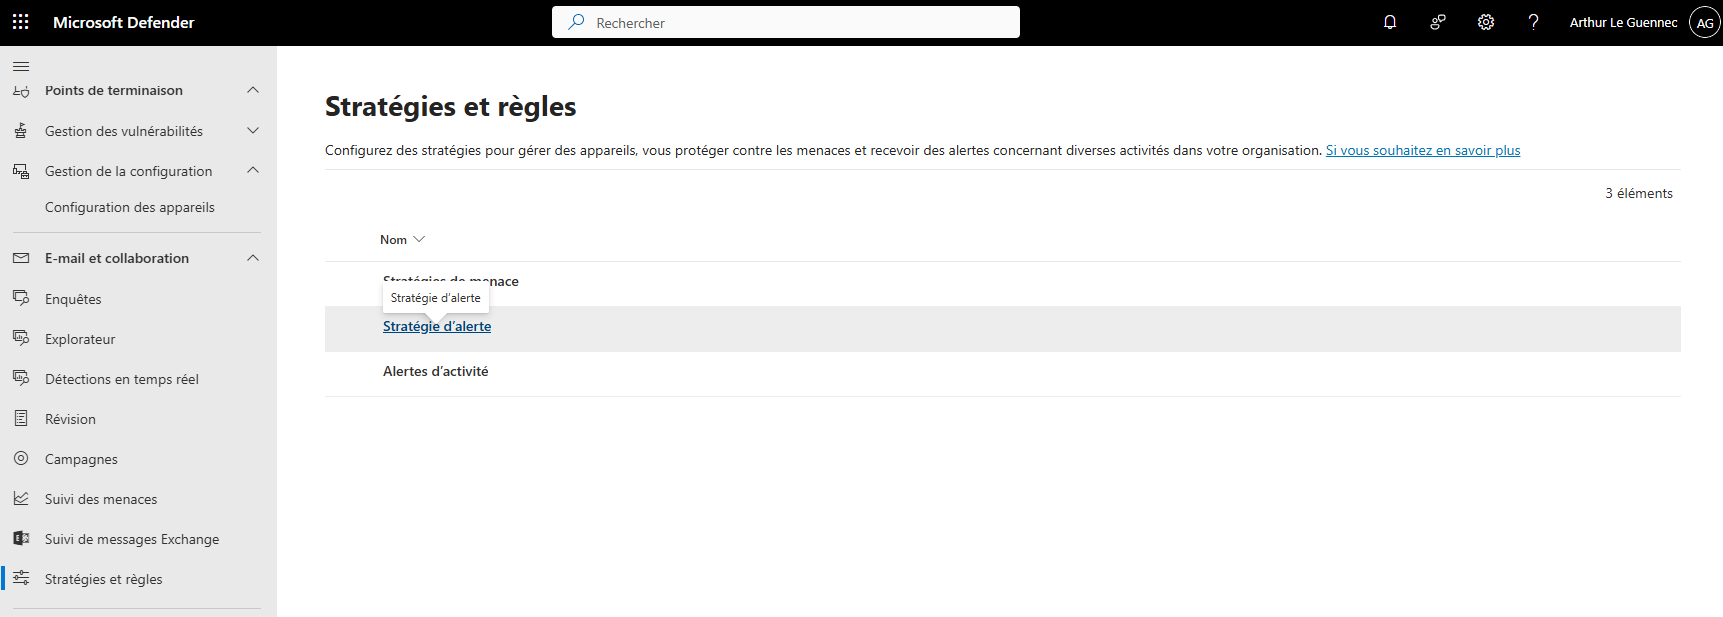 Microsoft Defender
Rechercher
Arthur Le Guennec
AG
Points de terminaison
Gestion des vulnérabilités
Gestion de la configuration
Configuration des appareils
E-mail et collaboration
Enquêtes
Explorateur
Détections en temps réel
Révision
Campagnes
Suivi des menaces
Suivi de messages Exchange
Stratégies et règles
Stratégies et règles
Configurez des stratégies pour gérer des appareils, vous protéger contre les menaces et recevoir des alertes concernant diverses activités dans votre organisation. Si vous souhaitez en savoir plus
3 éléments
Nom
Stratégies de menace
Stratégie d’alerte
Stratégie d’alerte
Alertes d’activité